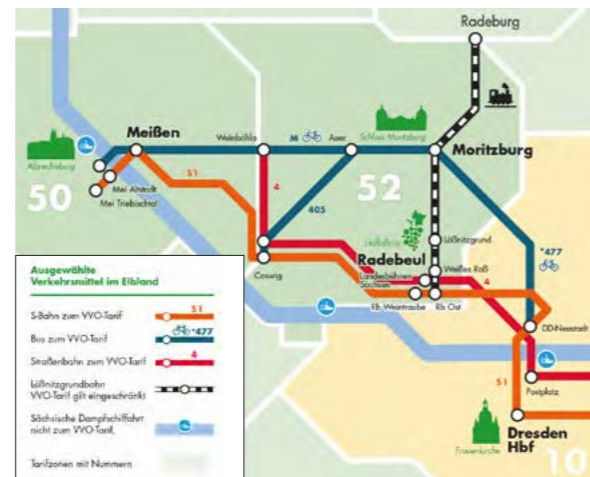 Radeburg
Meißen
Weinböhla
M
Auer
Schloss Moritzburg
Moritzburg
Albrechtsburg
50
Mei Altstadt
Mei Triebischtal
S1
4
405
52
Hoflößnitz
Lößnitzgrund
*477
Radebeul
Landesbühnen
Sachsen
Weißes Roß
4
Coswig
Rb Weintraube
Rb Ost
DD-Neustadt
S1
Postplatz
Frauenkirche
Dresden
Hbf
10
Ausgewählte
Verkehrsmittel im Elbland
S-Bahn zum VVO-Tarif
S1
Bus zum VVO-Tarif
*477
Straßenbahn zum VVO-Tarif
4
Lößnitzgrundbahn
VVO-Tarif gilt eingeschränkt
Sächsische Dampfschiffahrt
nicht zum VVO-Tarif,
Tarifzonen mit Nummern